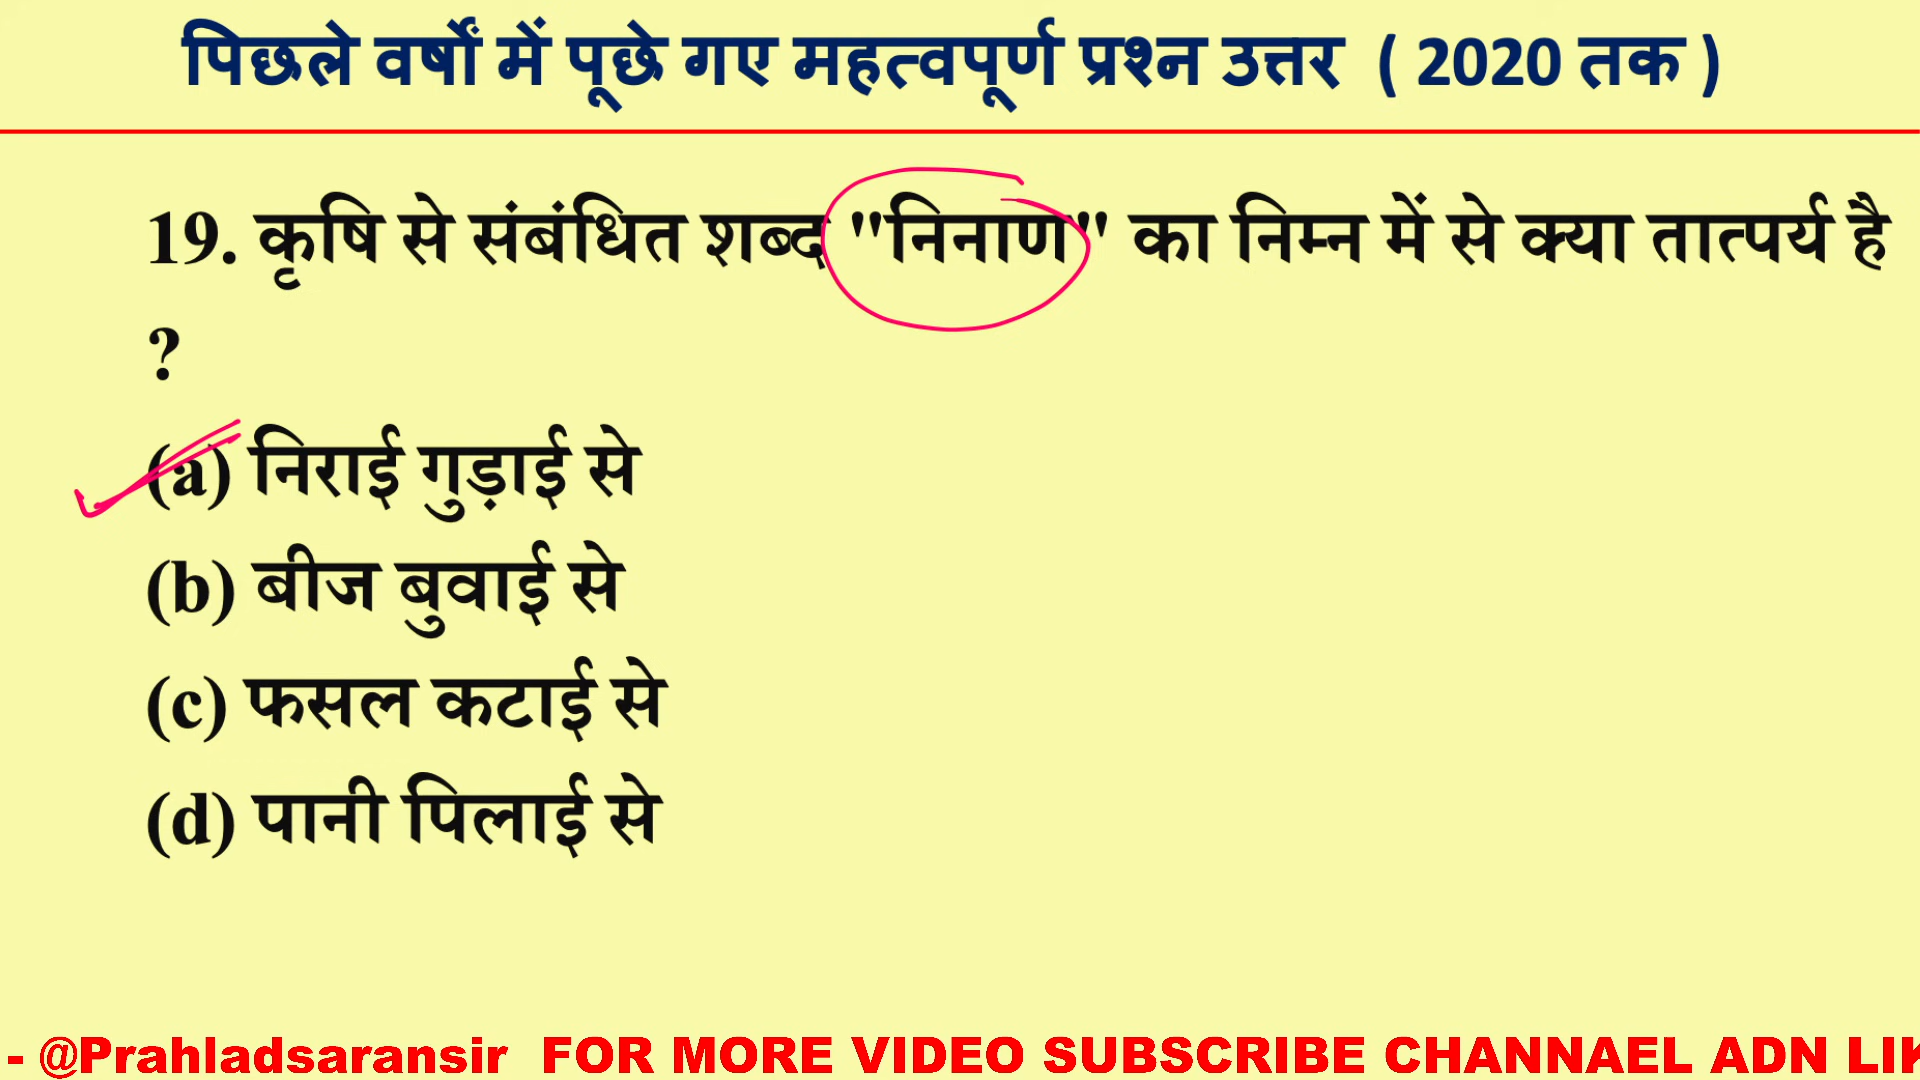 पिछले वर्षों में पूछे गए महत्वपूर्ण प्रश्न उत्तर ( 2020 तक )
19. कृषि से संबंधित शब्द "निनाण" का निम्न में से क्या तात्पर्य है
?
(a) निराई गुड़ाई से
(b) बीज बुवाई से
(c) फसल कटाई से
(d) पानी पिलाई से
- @Prahladsaransir FOR MORE VIDEO SUBSCRIBE CHANNAEL ADN LIK